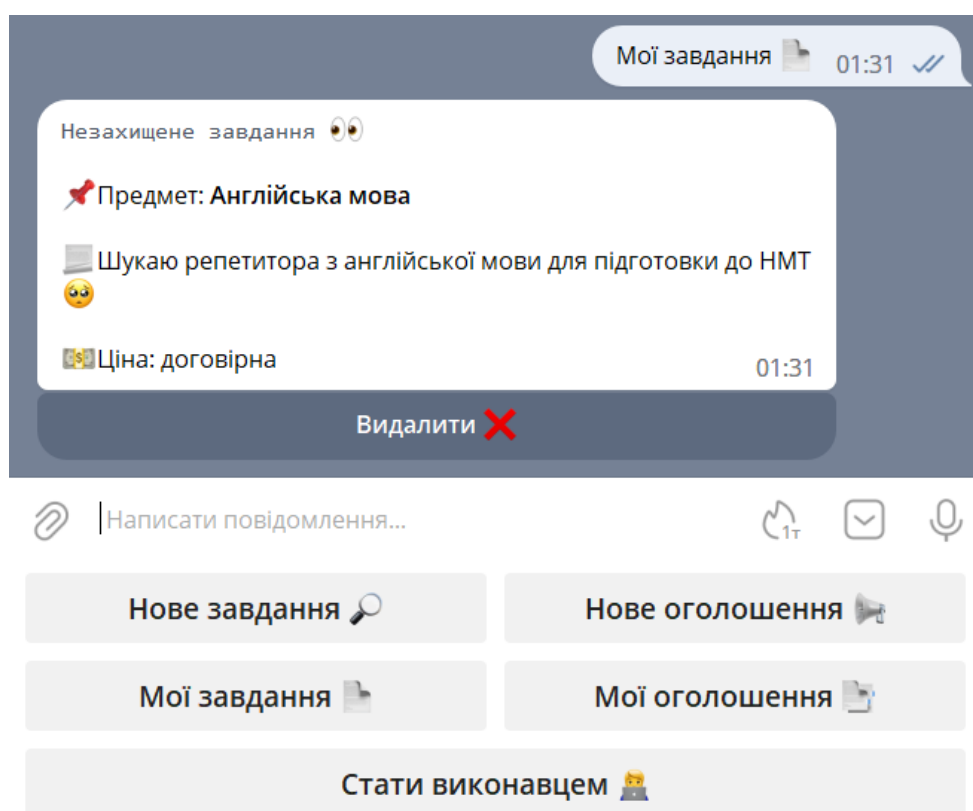 Мої завдання 01:31
Незахищене завдання 👀
📌Предмет: Англійська мова
Шукаю репетитора з англійської мови для підготовки до НМТ
🥺
💵Ціна: договірна
01:31
Видалити ❌
Написати повідомлення...
1т
Нове завдання 🔎
Нове оголошення 📢
Мої завдання
Мої оголошення
Стати виконавцем 👨‍💻